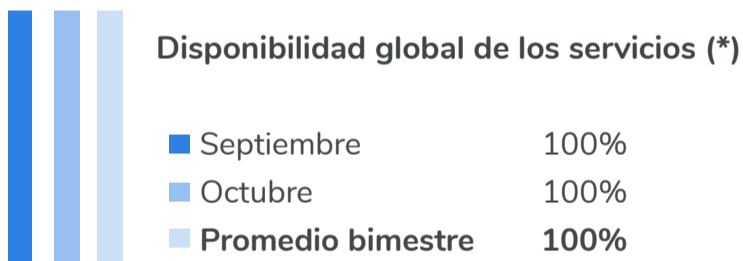 Disponibilidad global de los servicios (*)
Septiembre 100%
Octubre 100%
Promedio bimestre 100%